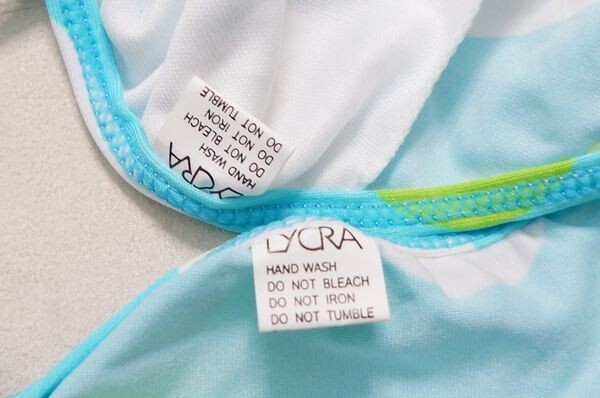 LYCRA
HAND WASH
DO NOT BLEACH
DO NOT IRON
DO NOT TUMBLE
LYCRA
HAND WASH
DO NOT BLEACH
DO NOT IRON
DO NOT TUMBLE